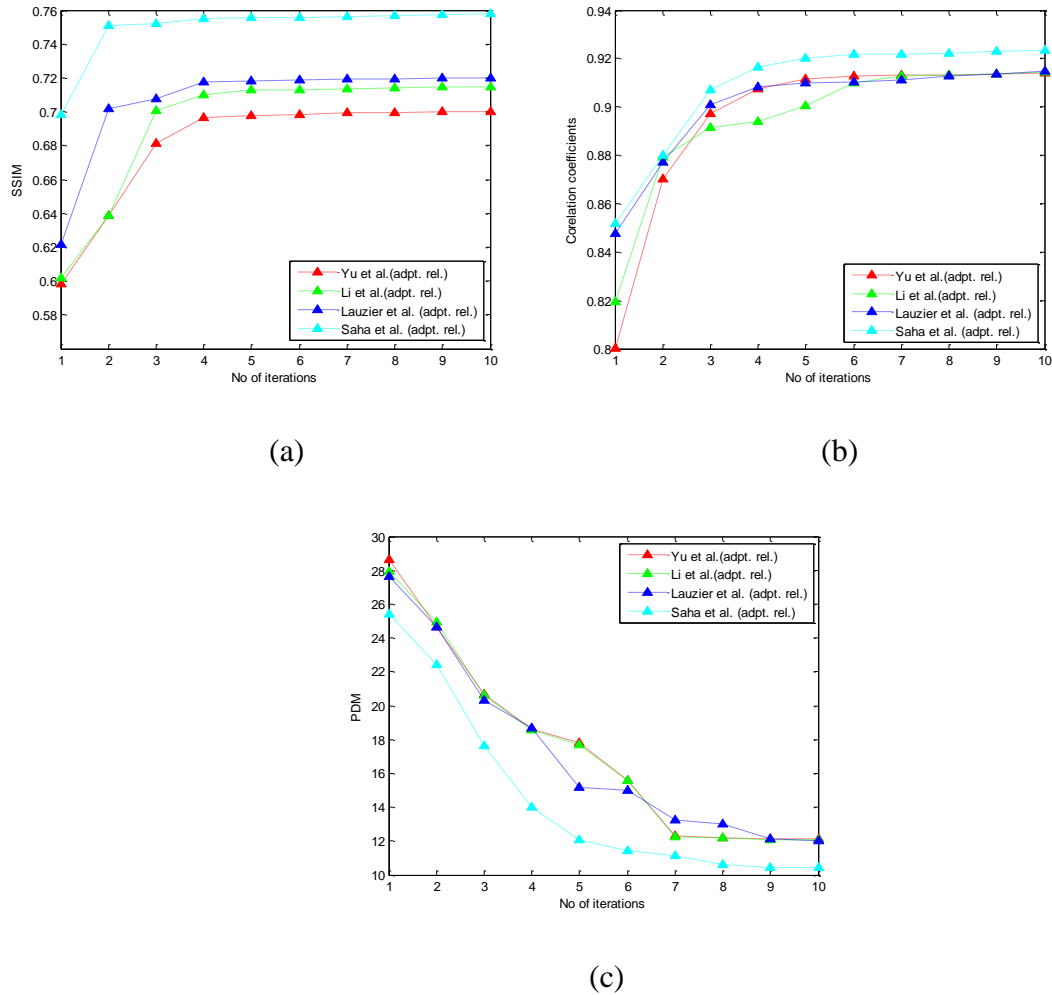 0.76
0.74
0.72
0.7
0.68
0.66
0.64
0.62
0.6
0.58
SSIM
1 2 3 4 5 6 7 8 9 10
No of iterations
Yu et al.(adpt. rel.)
Li et al.(adpt. rel.)
Lauzier et al. (adpt. rel.)
Saha et al. (adpt. rel.)
(a)
0.94
0.92
0.9
0.88
0.86
0.84
0.82
0.8
Corelation coefficients
1 2 3 4 5 6 7 8 9 10
No of iterations
Yu et al.(adpt. rel.)
Li et al.(adpt. rel.)
Lauzier et al. (adpt. rel.)
Saha et al. (adpt. rel.)
(b)
30
28
26
24
22
20
18
16
14
12
10
PDM
1 2 3 4 5 6 7 8 9 10
No of iterations
Yu et al.(adpt. rel.)
Li et al.(adpt. rel.)
Lauzier et al. (adpt. rel.)
Saha et al. (adpt. rel.)
(c)